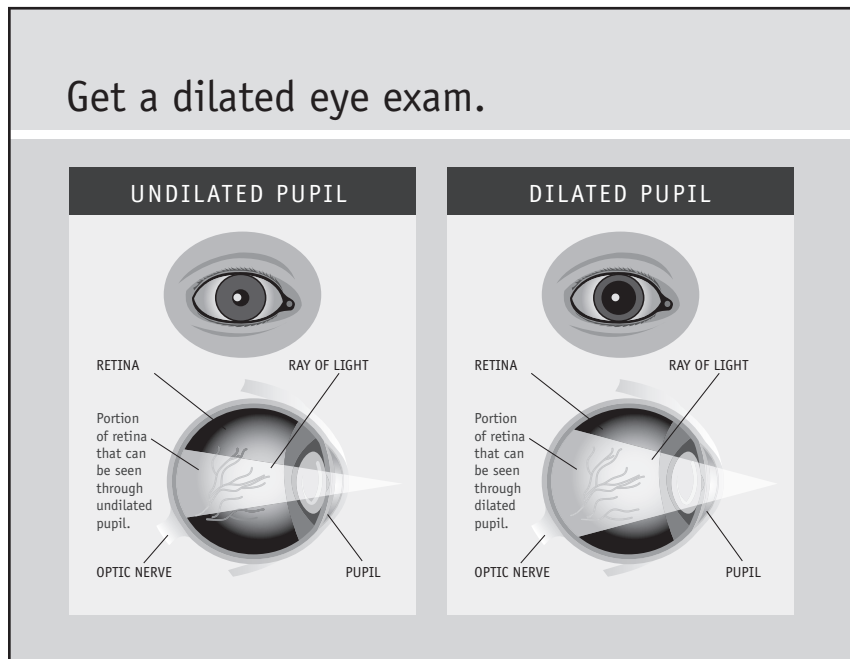 Get a dilated eye exam.
UNDILATED PUPIL
RETINA
RAY OF LIGHT
Portion
of retina
that can
be seen
through
undilated
pupil.
OPTIC NERVE
PUPIL
DILATED PUPIL
RETINA
RAY OF LIGHT
Portion
of retina
that can
be seen
through
dilated
pupil.
OPTIC NERVE
PUPIL